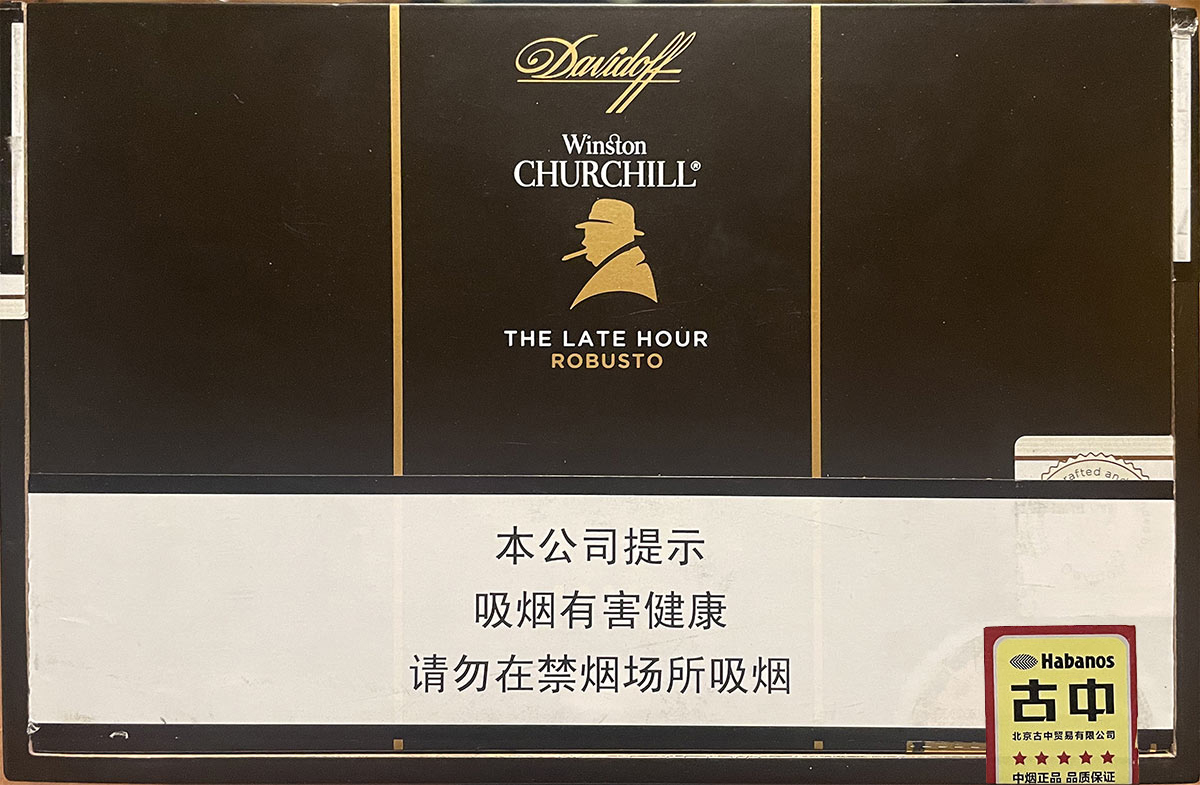 Davidoff
Winston
CHURCHILL®
THE LATE HOUR
ROBUSTO
本公司提示
吸烟有害健康
请勿在禁烟场所吸烟
Habanos
古中
北京古中贸易有限公司
★★★★★
中烟正品 品质保证